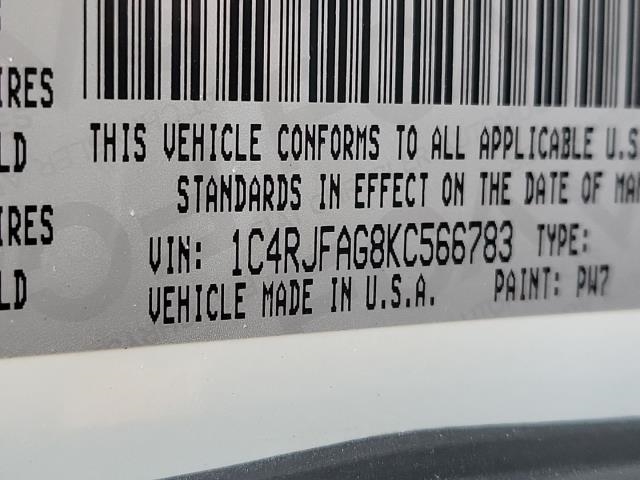 IRES
LD
THIS VEHICLE CONFORMS TO ALL APPLICABLE U.S
STANDARDS IN EFFECT ON THE DATE OF MAN
IRES
VIN: 1C4RJFAG8KC566783 TYPE:
LD
VEHICLE MADE IN U.S.A. PAINT: PW7